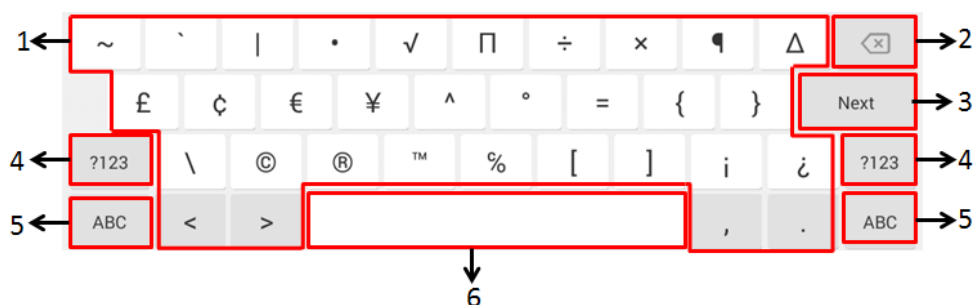 1 ~ ` | • √ Π ÷ × ¶ Δ 2
£ ¢ € ¥ ^ ° = { } Next 3
4 ?123 \ © ® ™ ℅ [ ] ¡ ¿ ?123 4
5 ABC < > , . ABC 5
6